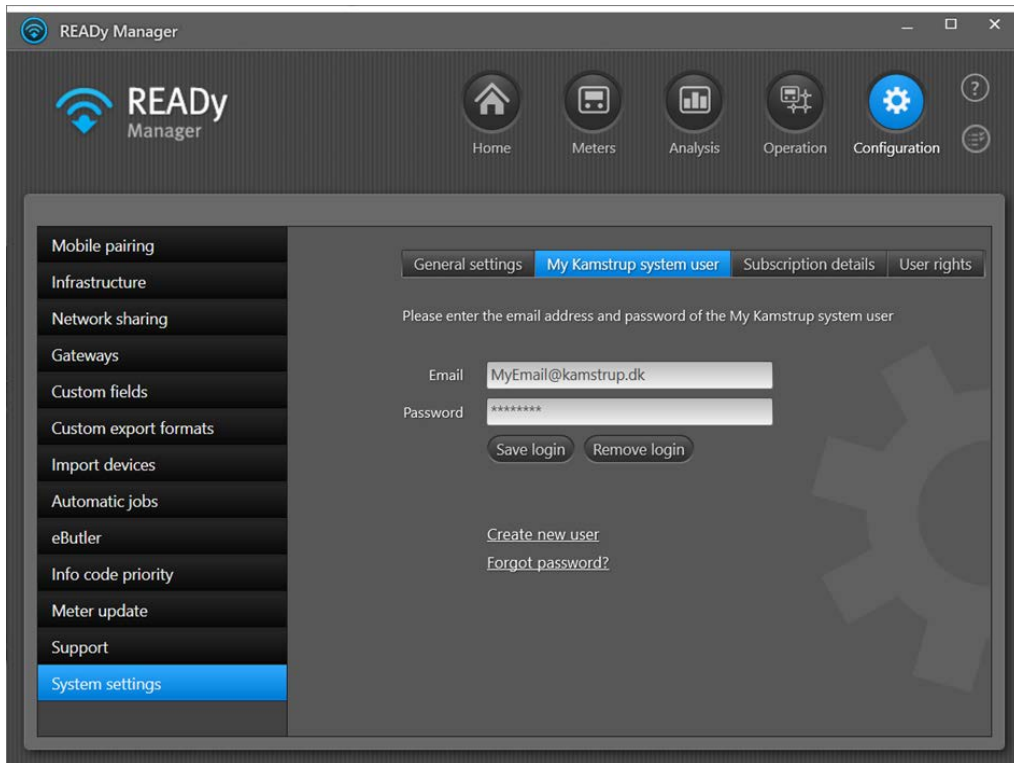 READy Manager
READy
Manager
Home
Meters
Analysis
Operation
Configuration
?
Mobile pairing
Infrastructure
Network sharing
Gateways
Custom fields
Custom export formats
Import devices
Automatic jobs
eButler
Info code priority
Meter update
Support
System settings
General settings
My Kamstrup system user
Subscription details
User rights
Please enter the email address and password of the My Kamstrup system user
Email
MyEmail@kamstrup.dk
Password
********
Save login
Remove login
Create new user
Forgot password?